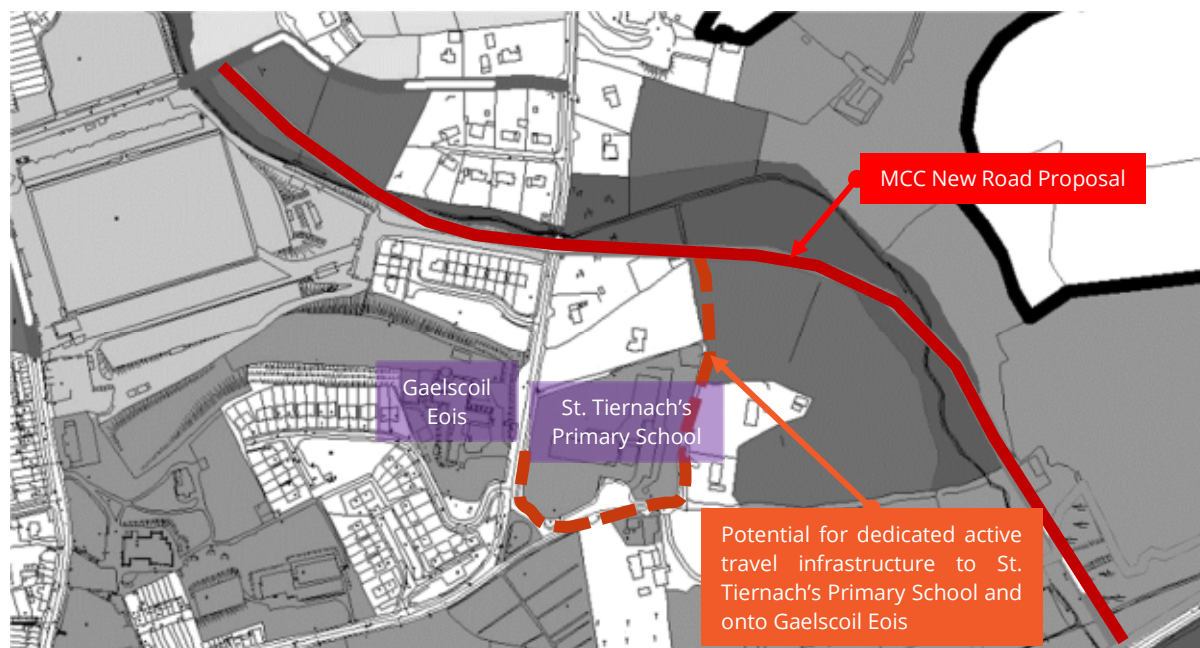 MCC New Road Proposal
Gaelscoil
Eois
St. Tiernach's
Primary School
Potential for dedicated active
travel infrastructure to St.
Tiernach's Primary School and
onto Gaelscoil Eois